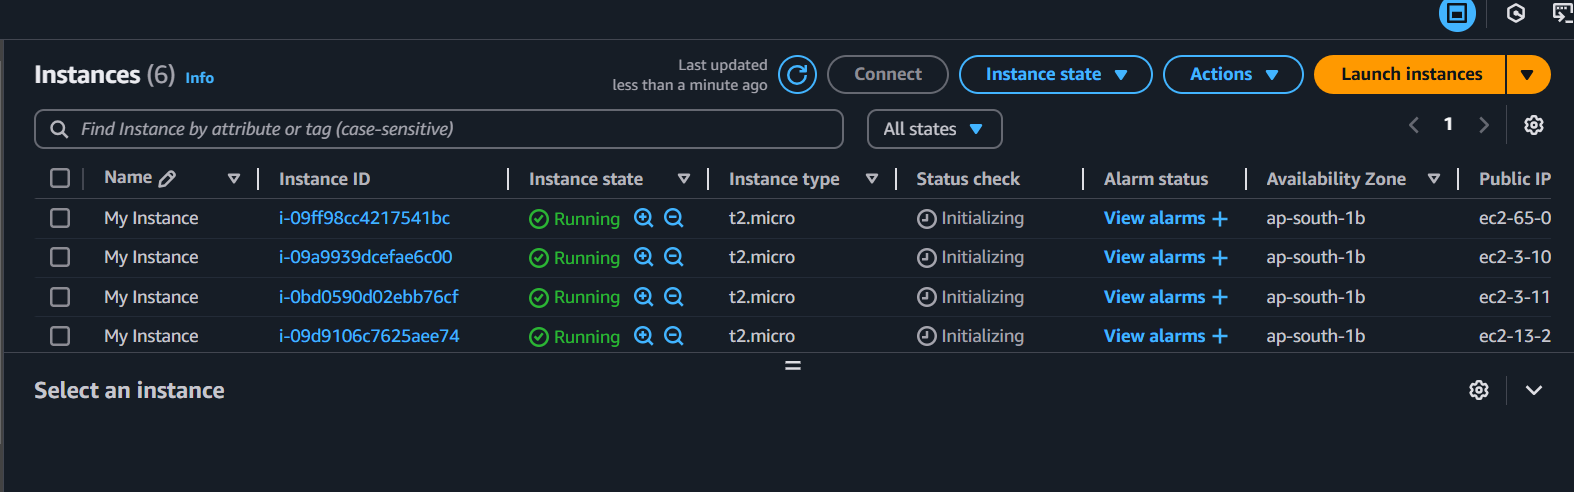 Instances (6) Info
Last updated
less than a minute ago
Connect
Instance state
Actions
Launch instances
Find Instance by attribute or tag (case-sensitive)
All states
1
Name Instance ID Instance state Instance type Status check Alarm status Availability Zone Public IP
My Instance i-09ff98cc4217541bc Running t2.micro Initializing View alarms + ap-south-1b ec2-65-0
My Instance i-09a9939dcefae6c00 Running t2.micro Initializing View alarms + ap-south-1b ec2-3-10
My Instance i-0bd0590d02ebb76cf Running t2.micro Initializing View alarms + ap-south-1b ec2-3-11
My Instance i-09d9106c7625aee74 Running t2.micro Initializing View alarms + ap-south-1b ec2-13-2
Select an instance